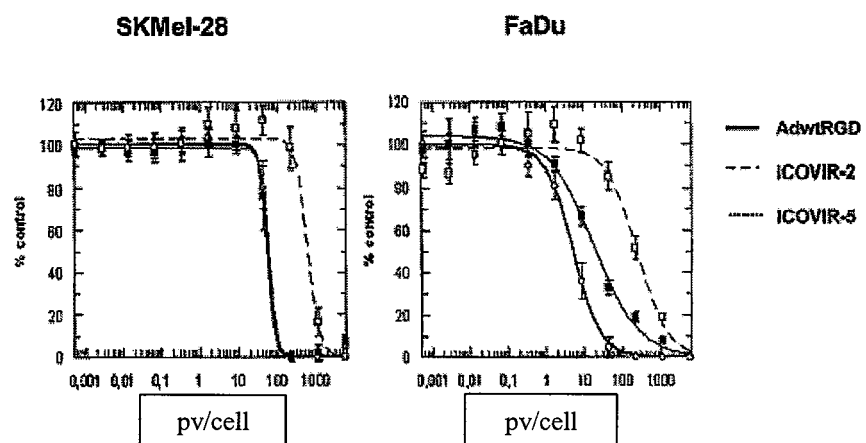 SKMel-28
FaDu
120
100
80
60
40
20
0
% control
0,001 0,01 0,1 1 10 100 1000
pv/cell
120
100
80
60
40
20
0
% control
0,001 0,01 0,1 1 10 100 1000
pv/cell
AdwtRGD
ICOVIR-2
ICOVIR-5